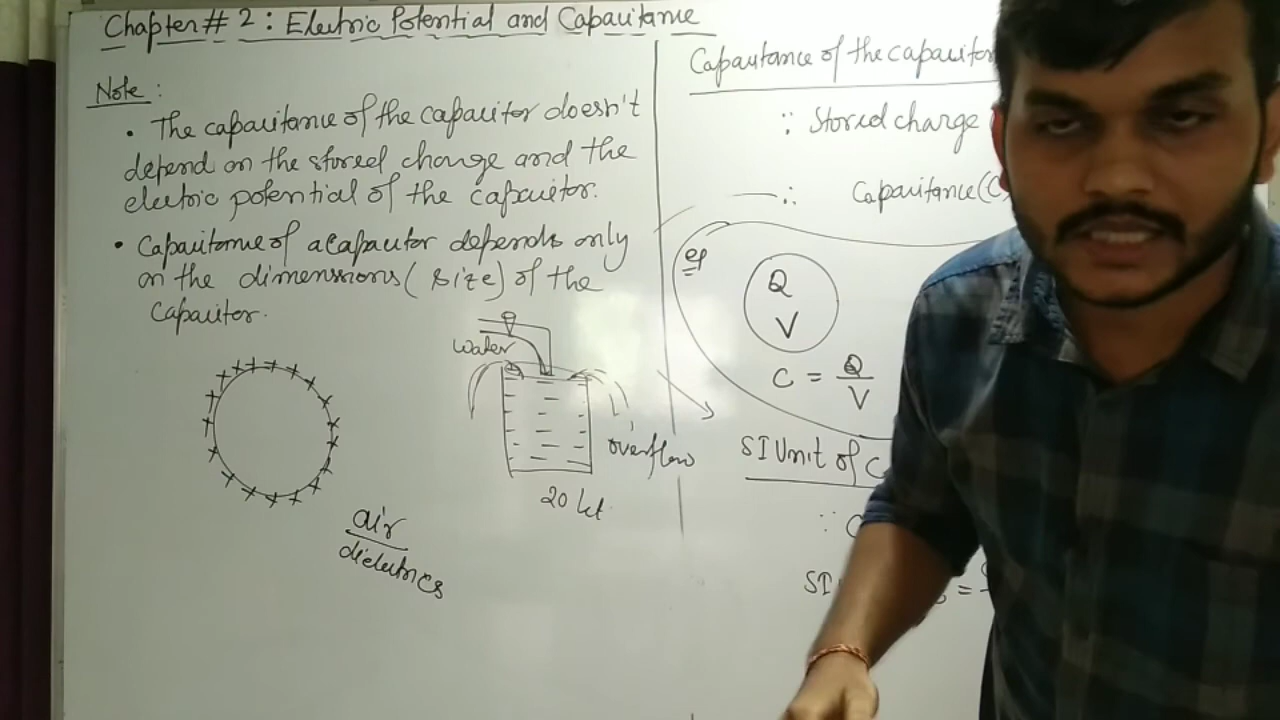 Chapter # 2 : Electric Potential and Capacitance
Note :
• The capacitance of the capacitor doesn't
depend on the stored charge and the
electric potential of the capacitor.
• Capacitance of a capacitor depends only
on the dimenssions ( size) of the
capacitor.
water
overflow
20 lit
air
dielectrics
Capacitance of the capacitor
∵ Stored charge
∴ Capacitance (C
eg
Q
V
C = Q/V
SI Unit of C
∵ C
SI
=